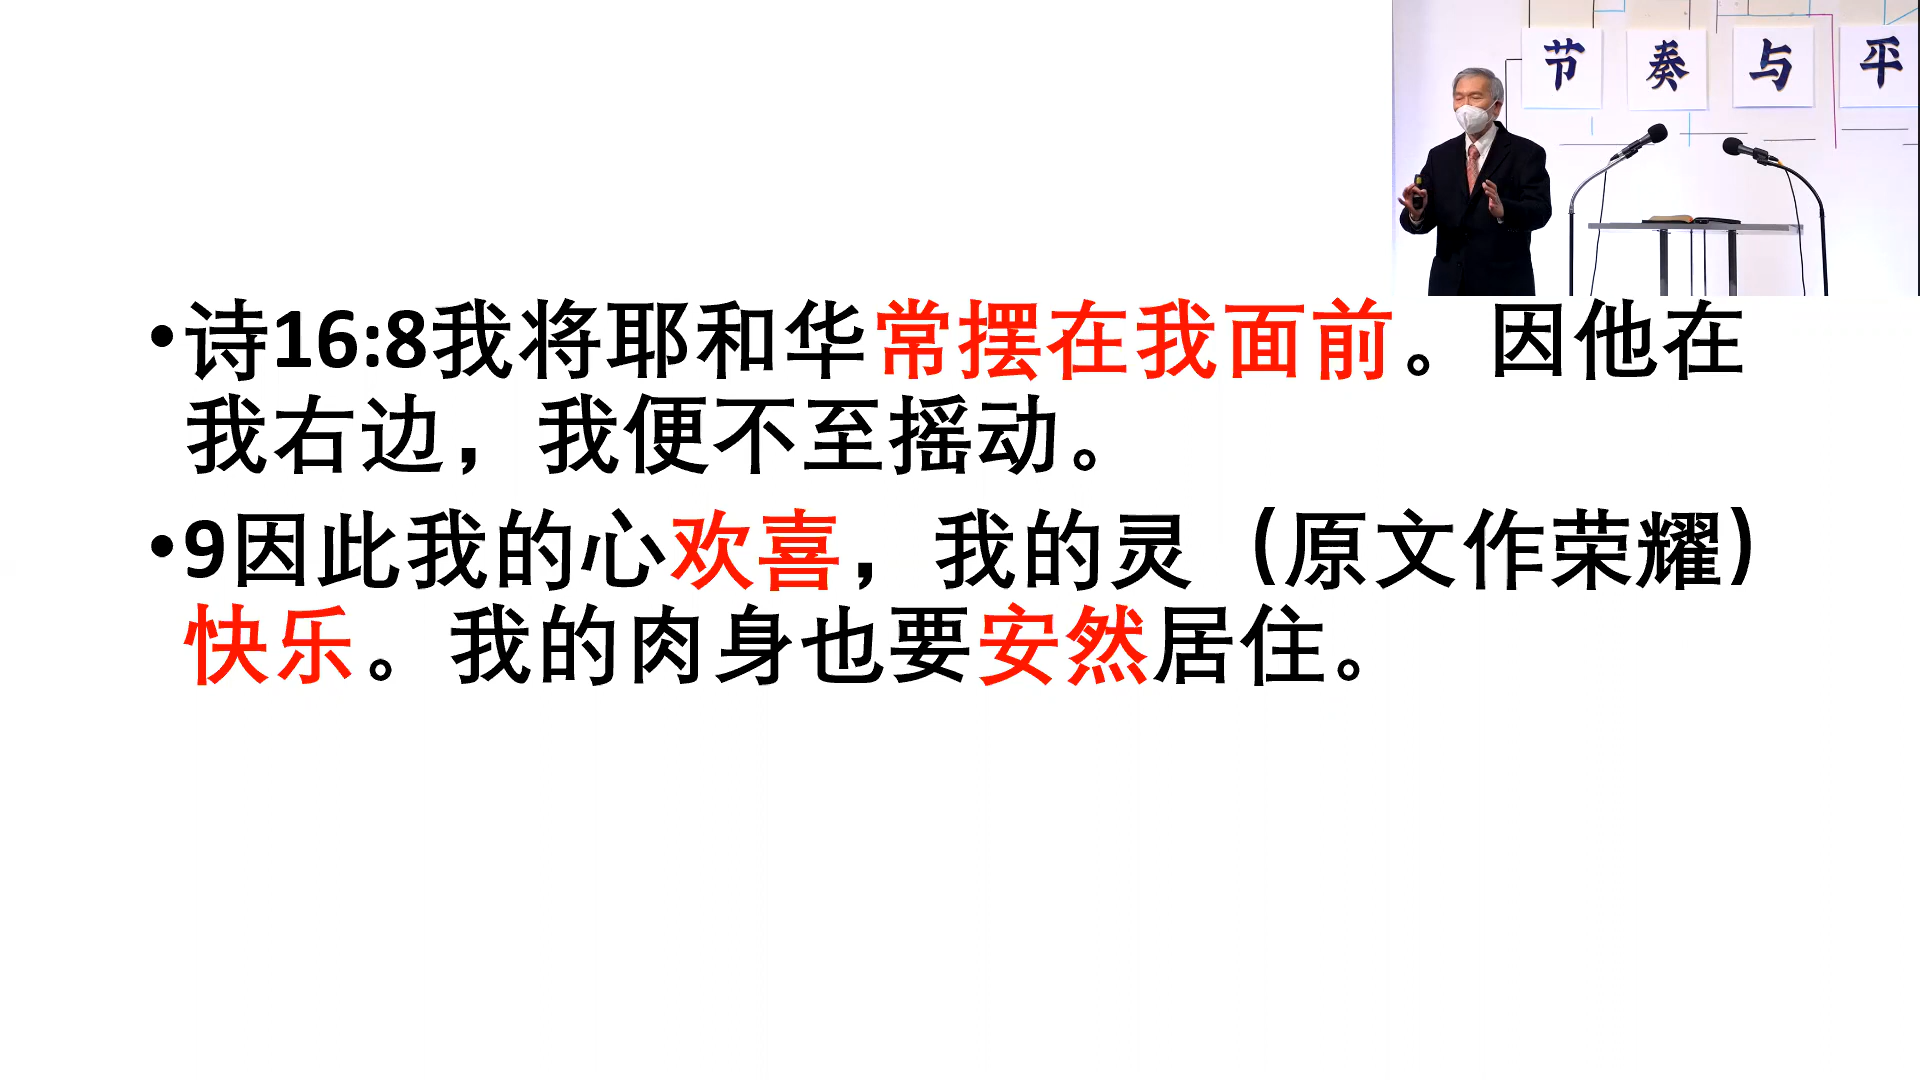 节奏与平
•诗16:8我将耶和华常摆在我面前。因他在
我右边，我便不至摇动。
•9因此我的心欢喜，我的灵（原文作荣耀）
快乐。我的肉身也要安然居住。